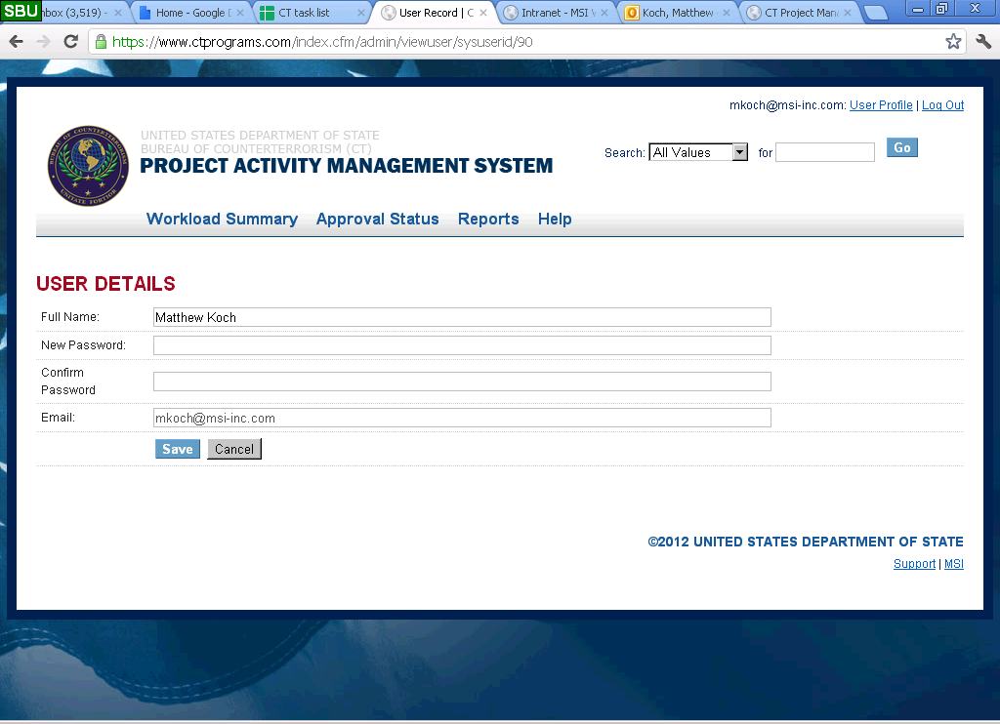 SBU
nbox (3,519) -
Home - Google D
CT task list
User Record | C
Intranet - MSI
Koch, Matthew
CT Project Man
https://www.ctprograms.com/index.cfm/admin/viewuser/sysuserid/90
mkoch@msi-inc.com: User Profile | Log Out
UNITED STATES DEPARTMENT OF STATE
BUREAU OF COUNTERTERRORISM (CT)
PROJECT ACTIVITY MANAGEMENT SYSTEM
BUREAU OF COUNTERTERRORISM
UNITATE FORTIOR
Search: All Values for Go
Workload Summary Approval Status Reports Help
USER DETAILS
Full Name: Matthew Koch
New Password:
Confirm
Password
Email: mkoch@msi-inc.com
Save Cancel
©2012 UNITED STATES DEPARTMENT OF STATE
Support | MSI